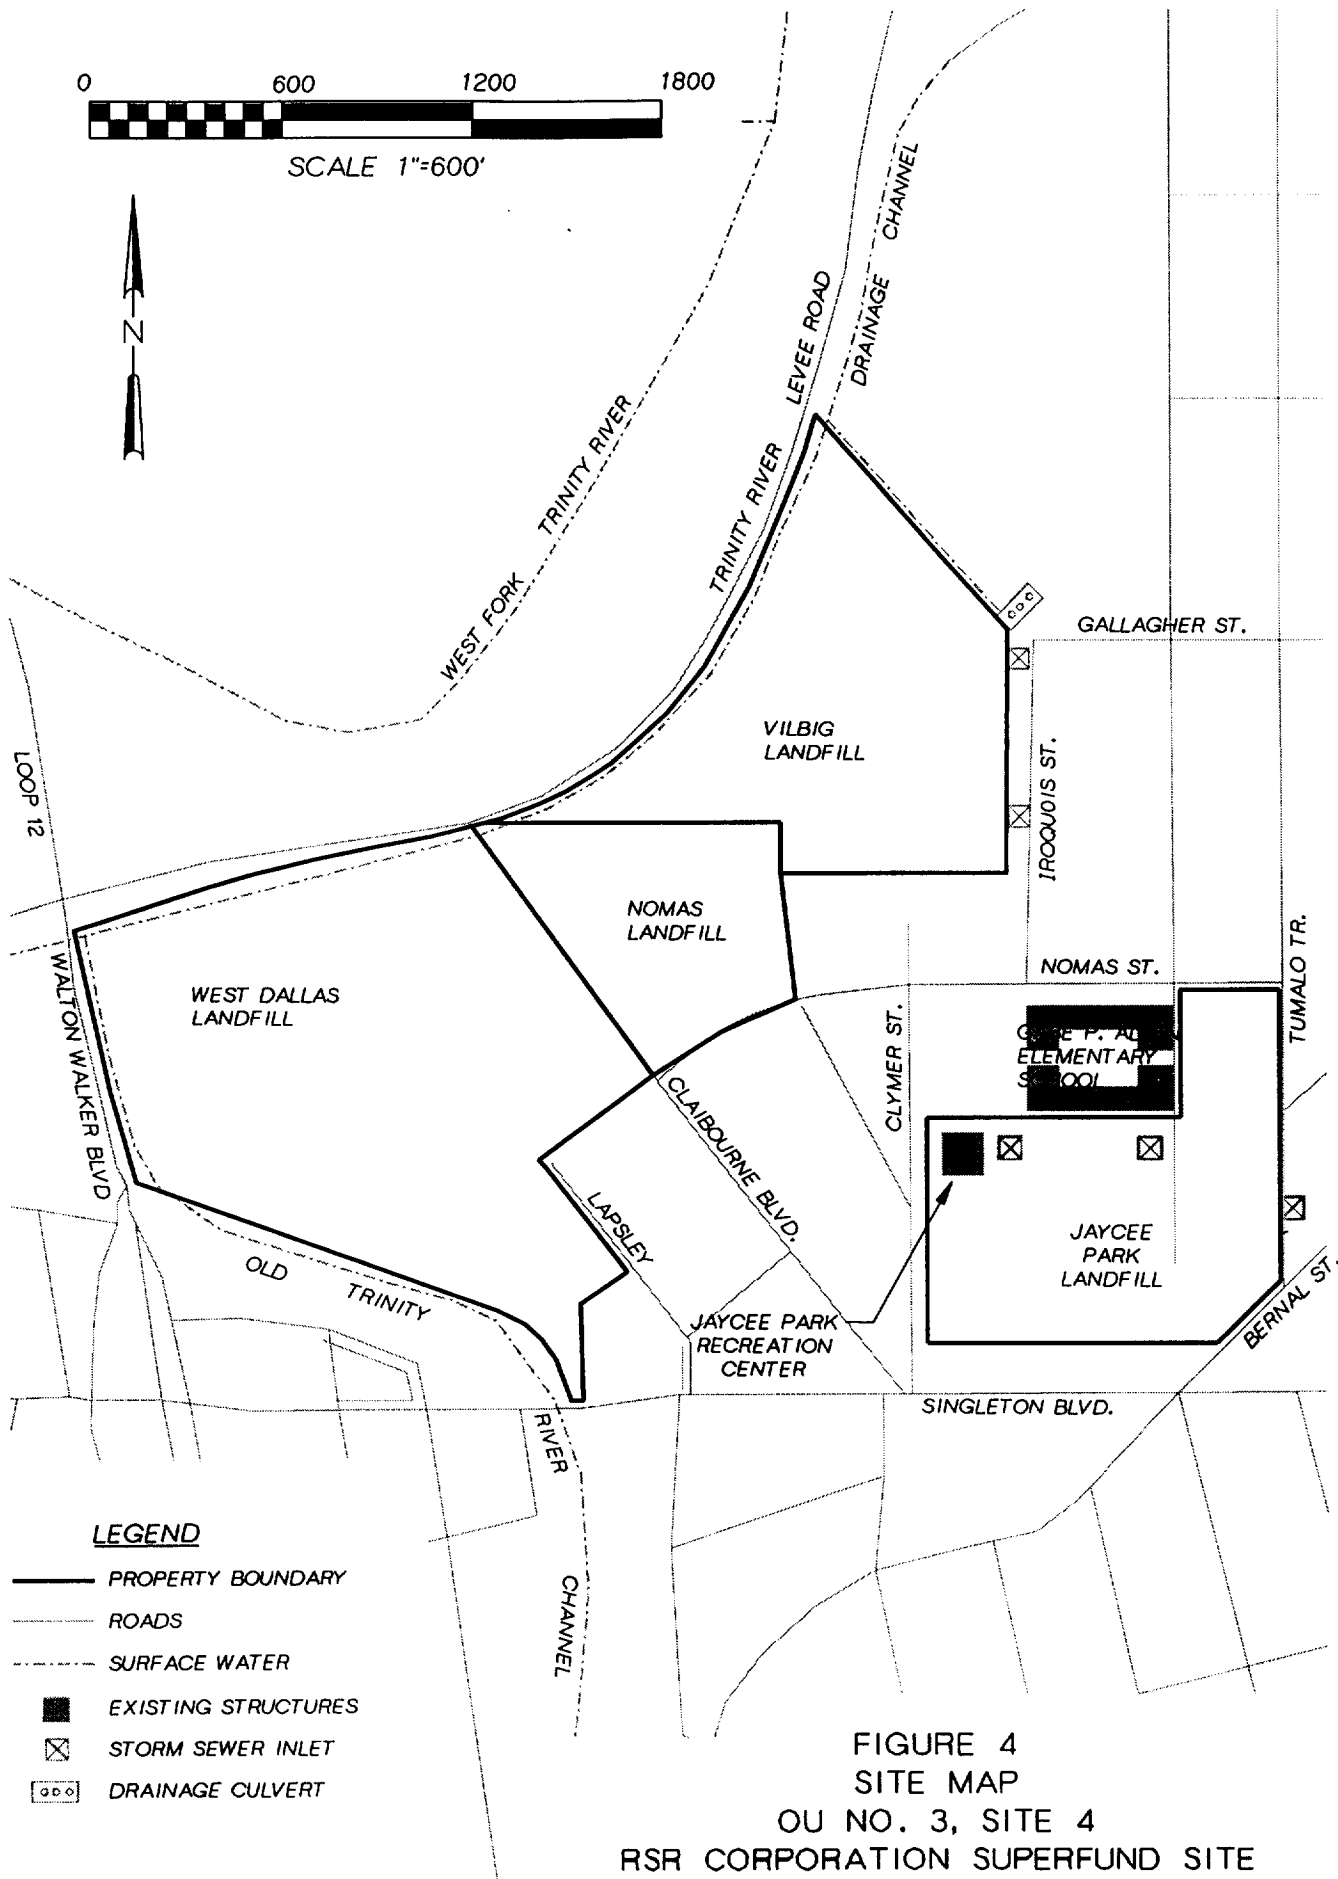 0 600 1200 1800
SCALE 1"=600'
N
DRAINAGE CHANNEL
TRINITY RIVER LEVEE ROAD
WEST FORK TRINITY RIVER
GALLAGHER ST.
VILBIG
LANDFILL
IROQUOIS ST.
LOOP 12
NOMAS
LANDFILL
NOMAS ST.
TUMALO TR.
WEST DALLAS
LANDFILL
WALTON WALKER BLVD
CLYMER ST.
P.
ELEMENTARY
CLAIBOURNE BLVD.
LAPSLEY
JAYCEE
PARK
LANDFILL
OLD TRINITY RIVER CHANNEL
JAYCEE PARK
RECREATION
CENTER
BERNAL ST.
SINGLETON BLVD.
LEGEND
PROPERTY BOUNDARY
ROADS
SURFACE WATER
EXISTING STRUCTURES
STORM SEWER INLET
DRAINAGE CULVERT
FIGURE 4
SITE MAP
OU NO. 3, SITE 4
RSR CORPORATION SUPERFUND SITE